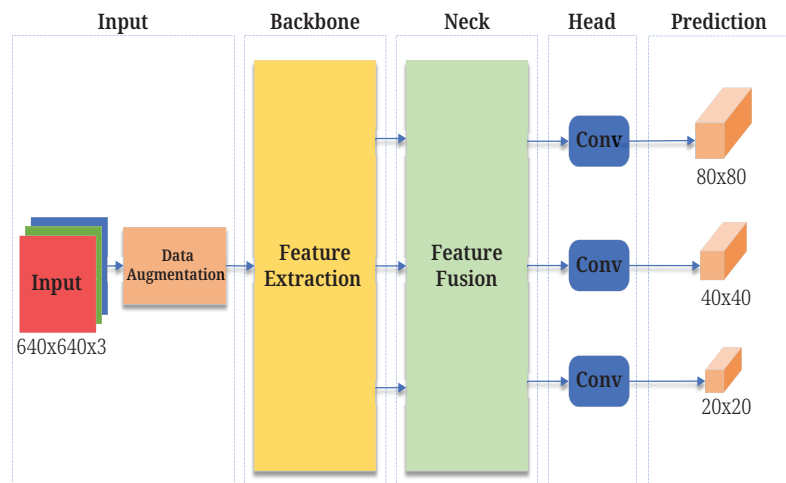 Input
Backbone
Neck
Head
Prediction
Input
640x640x3
Data
Augmentation
Feature
Extraction
Feature
Fusion
Conv
Conv
Conv
80x80
40x40
20x20